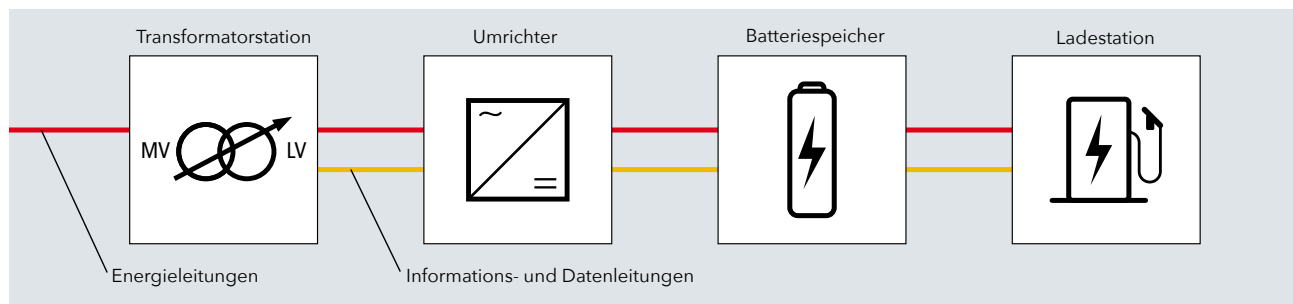 Transformatorstation
Umrichter
Batteriespeicher
Ladestation
MV
LV
Energieleitungen
Informations- und Datenleitungen